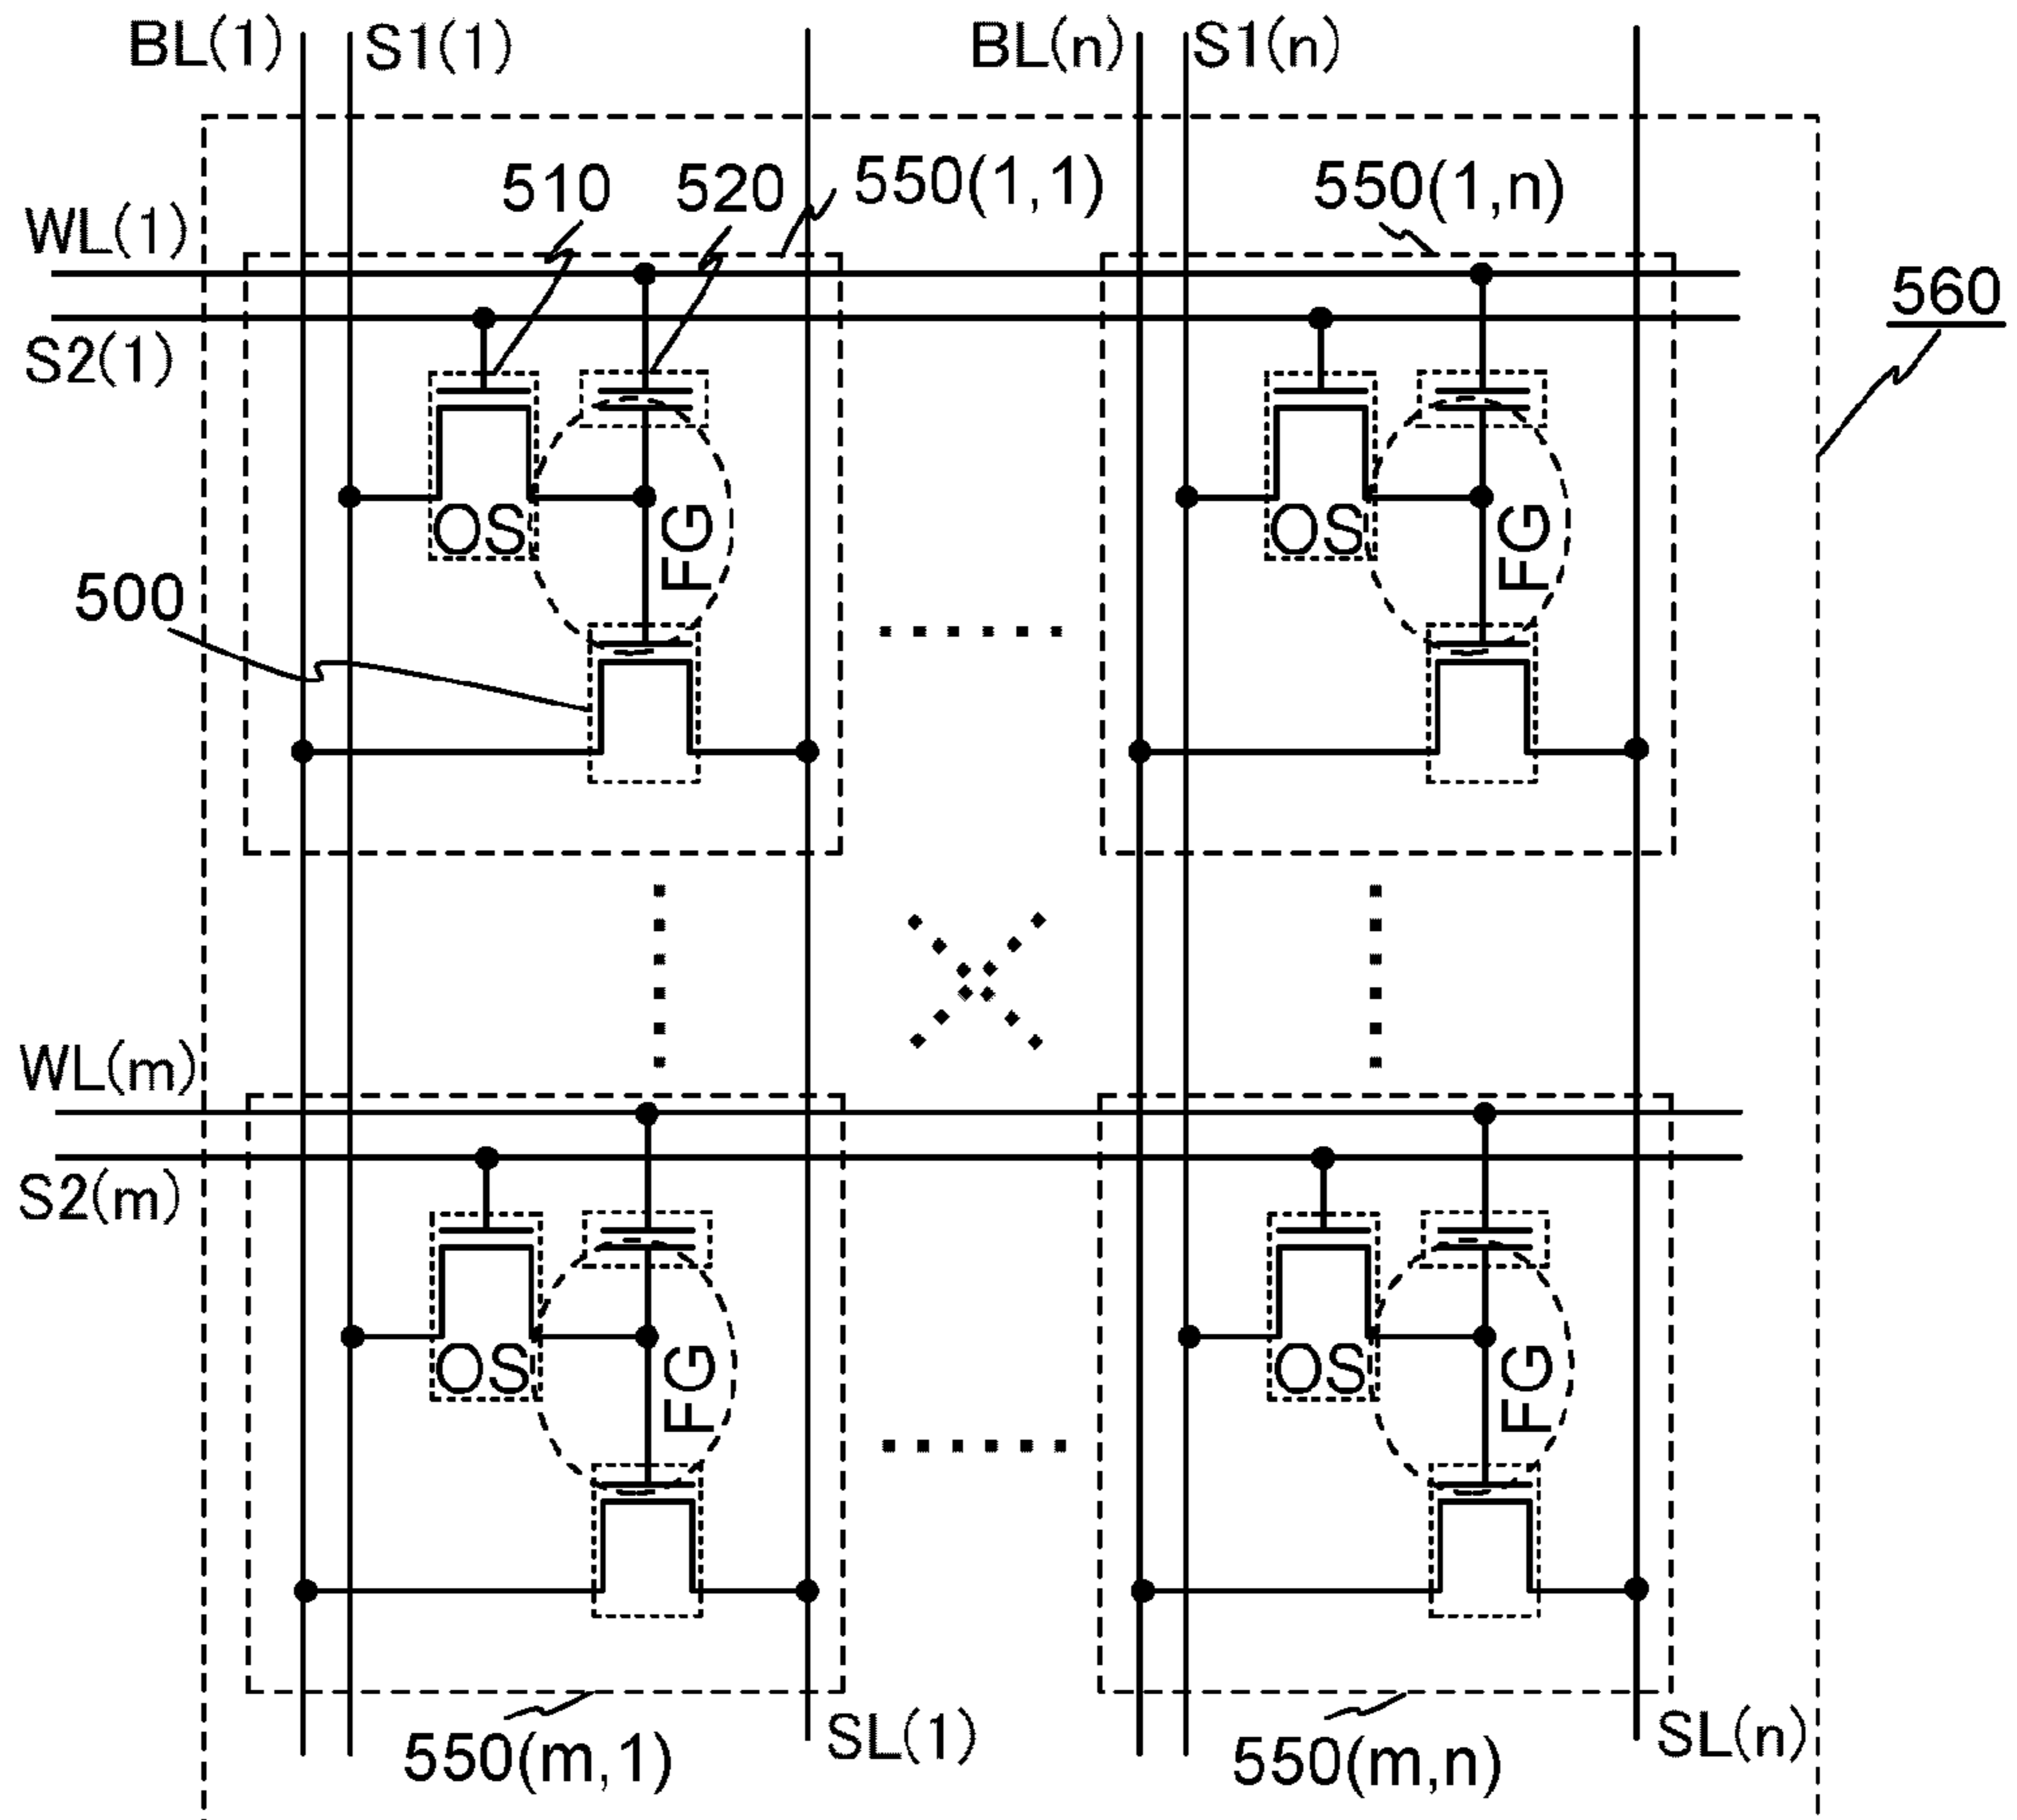 BL(1)
S1(1)
BL(n)
S1(n)
510
520
550(1,1)
550(1,n)
WL(1)
560
S2(1)
OS
FG
OS
FG
500
WL(m)
S2(m)
OS
FG
OS
FG
SL(1)
SL(n)
550(m,1)
550(m,n)